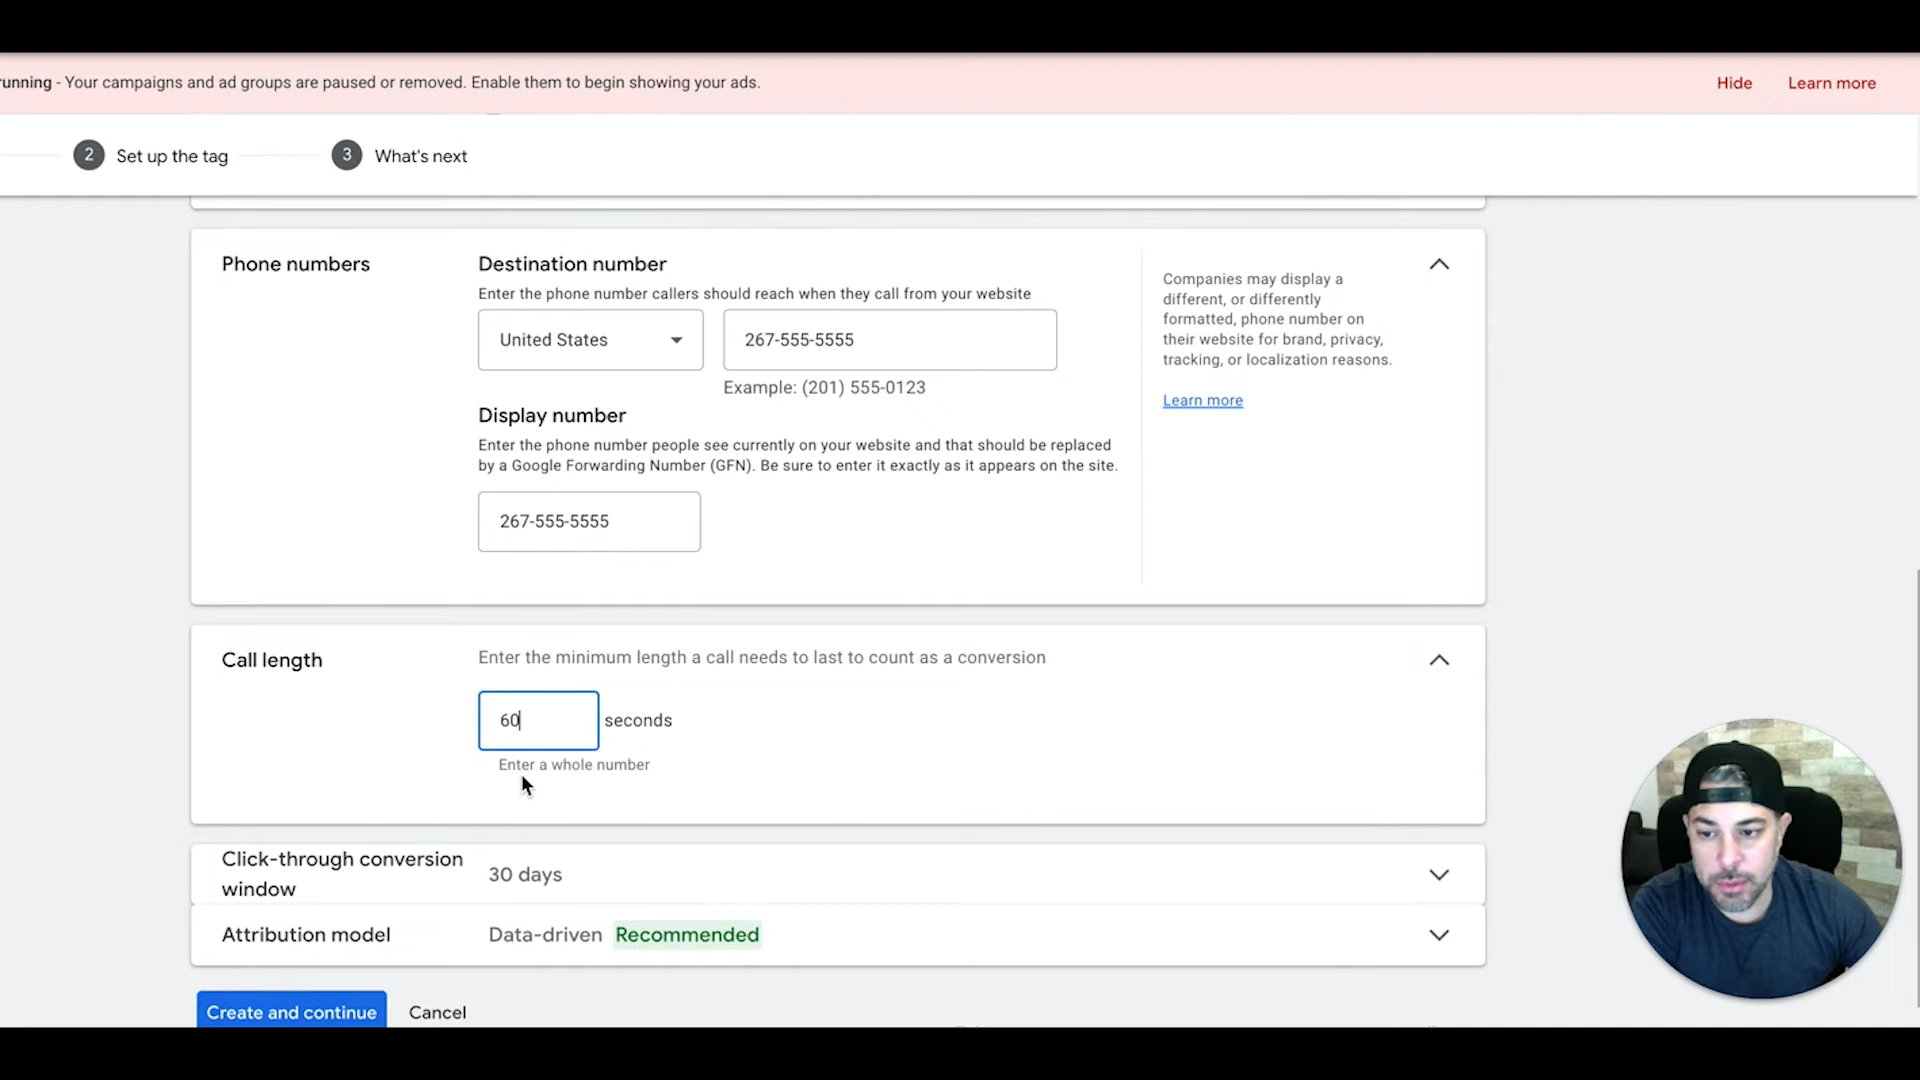 running - Your campaigns and ad groups are paused or removed. Enable them to begin showing your ads.
Hide
Learn more
2
Set up the tag
3
What's next
Phone numbers
Destination number
Enter the phone number callers should reach when they call from your website
United States
267-555-5555
Example: (201) 555-0123
Display number
Enter the phone number people see currently on your website and that should be replaced
by a Google Forwarding Number (GFN). Be sure to enter it exactly as it appears on the site.
267-555-5555
Companies may display a
different, or differently
formatted, phone number on
their website for brand, privacy,
tracking, or localization reasons.
Learn more
Call length
Enter the minimum length a call needs to last to count as a conversion
60 seconds
Enter a whole number
Click-through conversion
window
30 days
Attribution model
Data-driven Recommended
Create and continue
Cancel